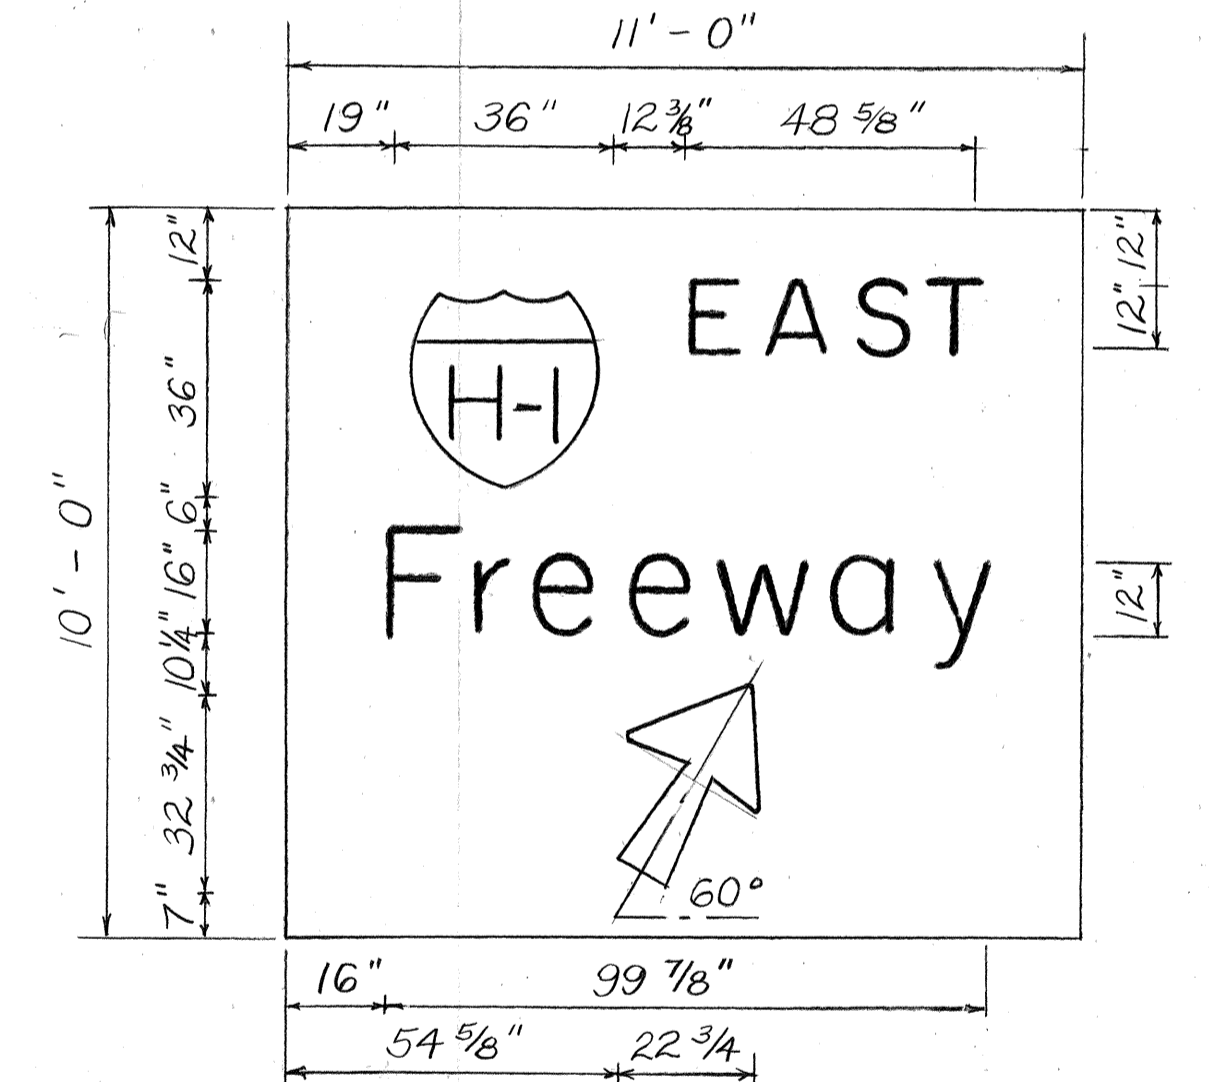 11'-0"
19" 36" 12 3/8" 48 5/8"
12"
36"
6"
16"
10 1/4"
32 3/4"
7"
10'-0"
EAST
H-1
Freeway
60°
12"
12"
12"
16" 99 7/8"
54 5/8" 22 3/4